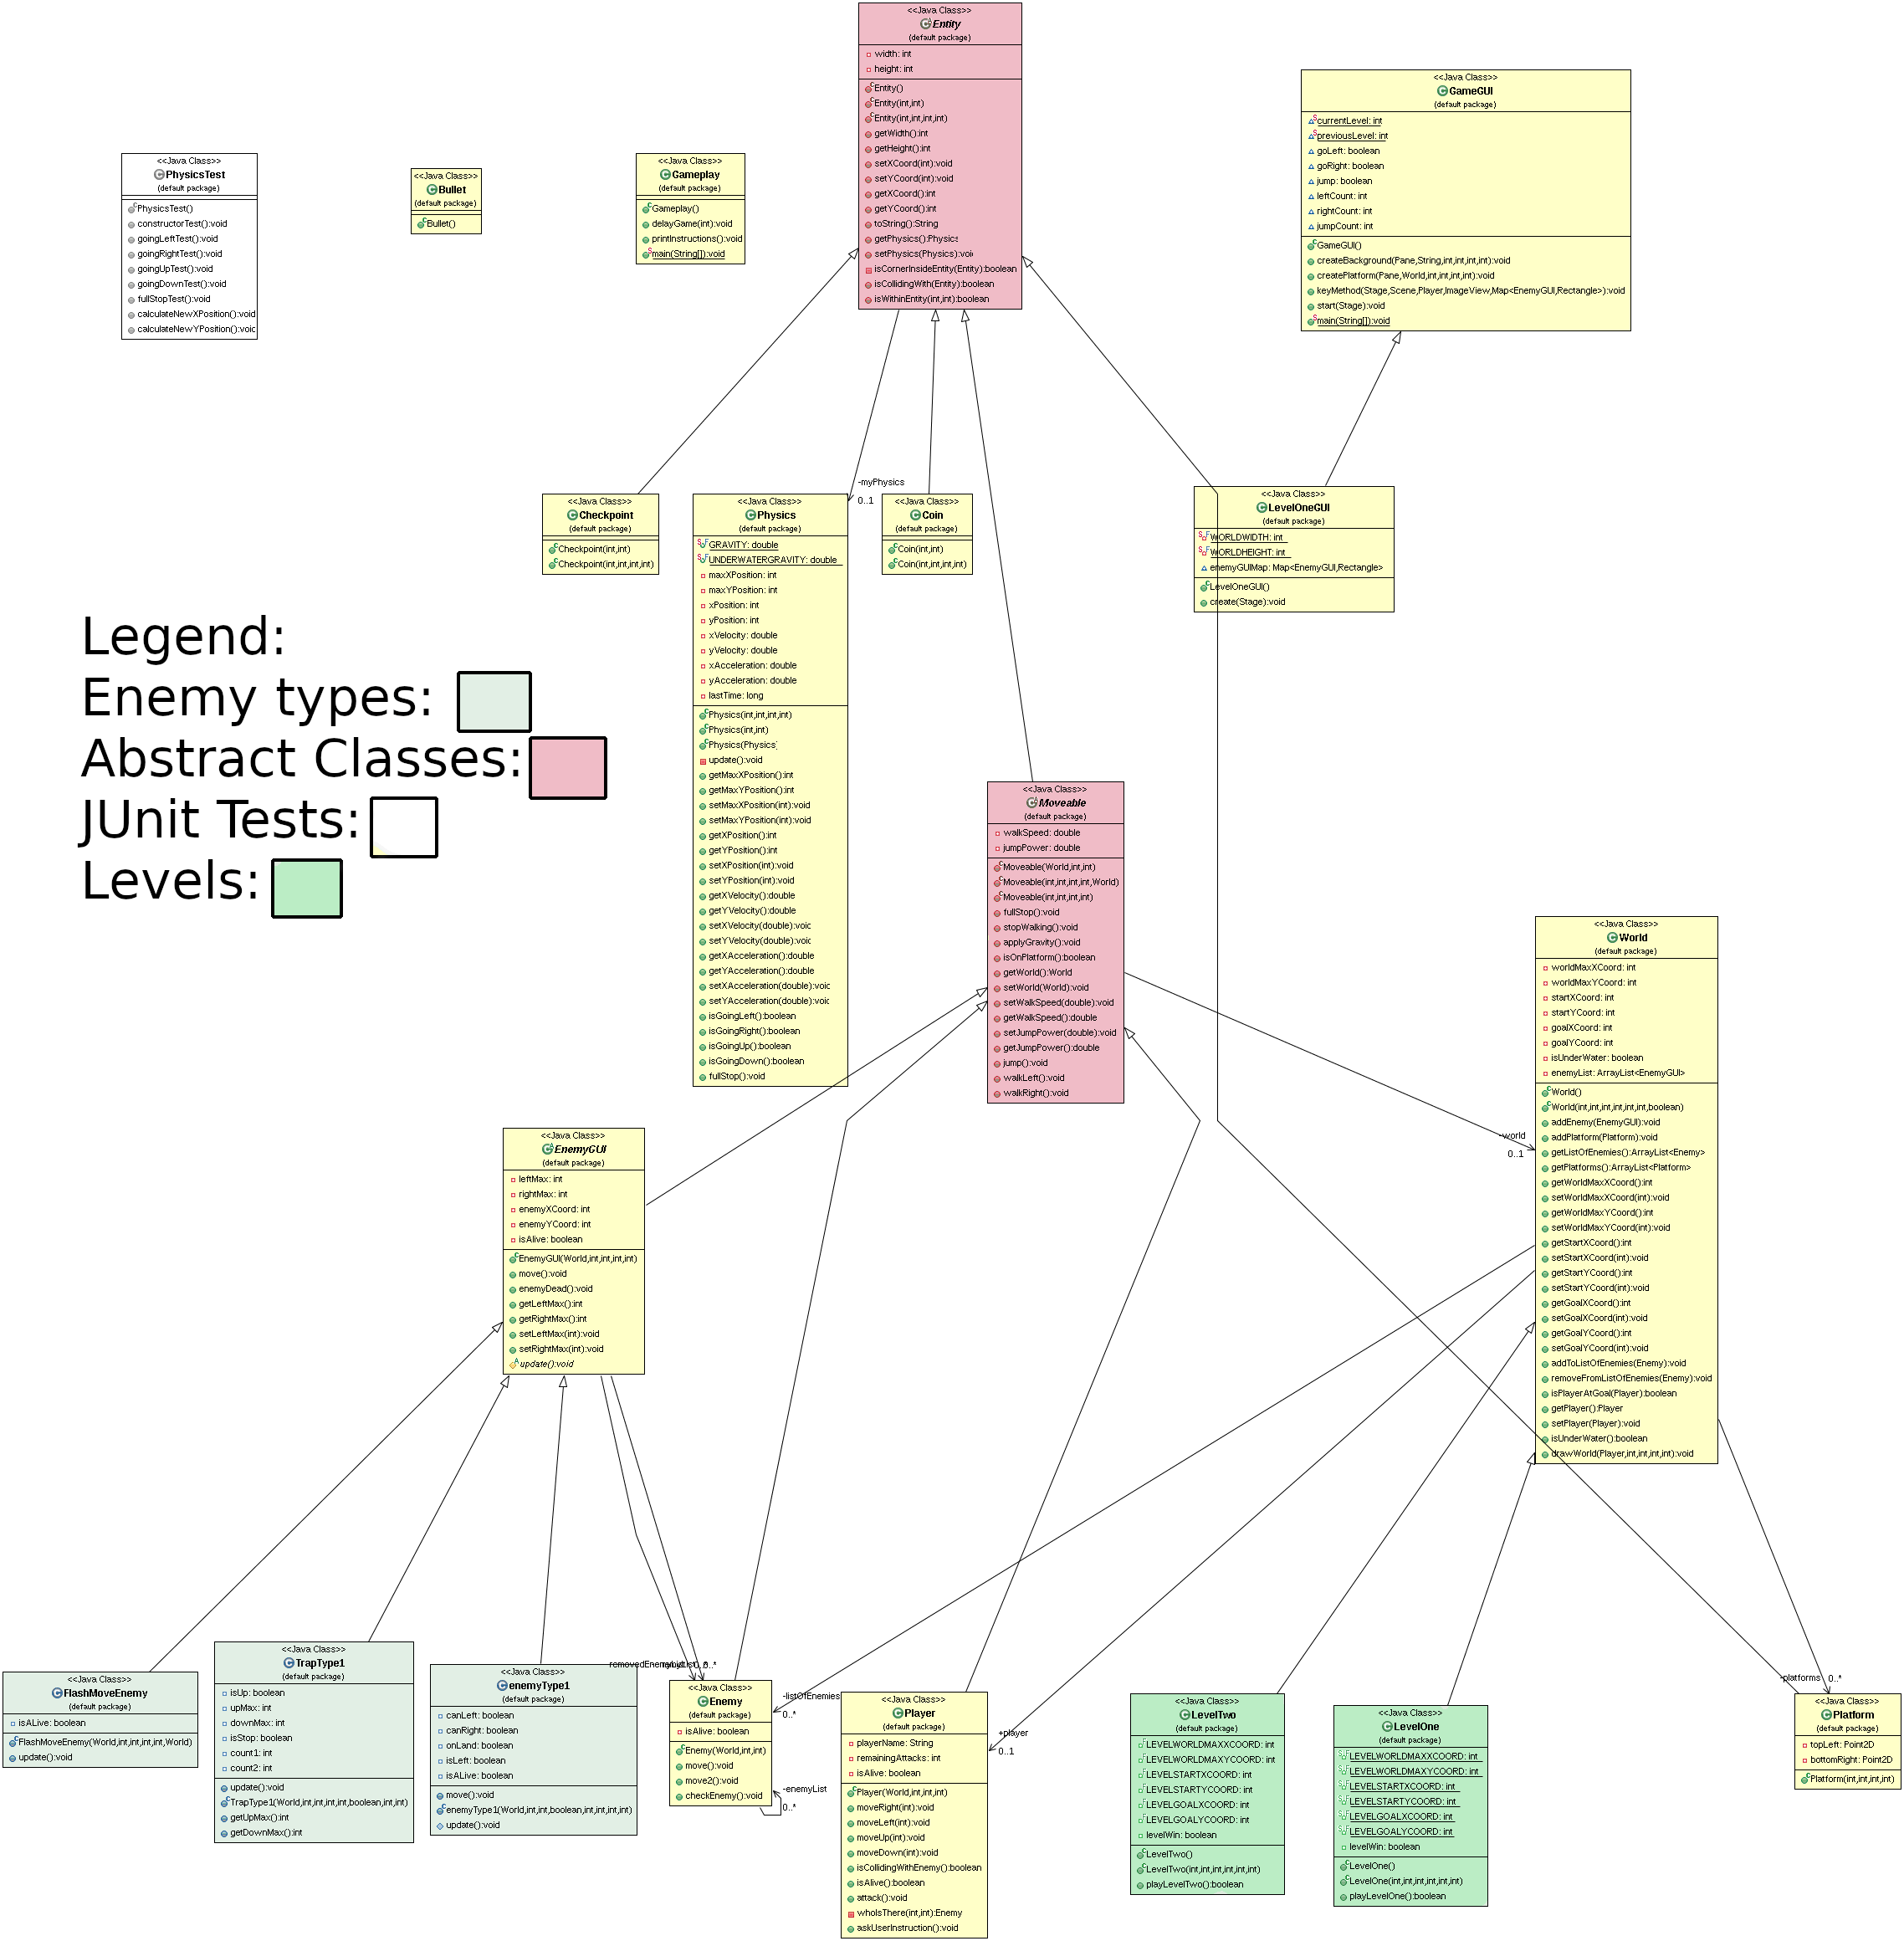 <<Java Class>>
Entity
(default package)
width: int
height: int
Entity()
Entity(int,int)
Entity(int,int,int,int)
getWidth():int
getHeight():int
setXCoord(int):void
setYCoord(int):void
getXCoord():int
getYCoord():int
toString():String
getPhysics():Physics
setPhysics(Physics):void
isCornerInsideEntity(Entity):boolean
isCollidingWith(Entity):boolean
isWithinEntity(int,int):boolean
<<Java Class>>
GameGUI
(default package)
currentLevel: int
previousLevel: int
goLeft: boolean
goRight: boolean
jump: boolean
leftCount: int
rightCount: int
jumpCount: int
GameGUI()
createBackground(Pane,String,int,int,int,int):void
createPlatform(Pane,World,int,int,int,int):void
keyMethod(Stage,Scene,Player,ImageView,Map<EnemyGUI,Rectangle>):void
start(Stage):void
main(String[]):void
<<Java Class>>
PhysicsTest
(default package)
PhysicsTest()
constructorTest():void
goingLeftTest():void
goingRightTest():void
goingUpTest():void
goingDownTest():void
fullStopTest():void
calculateNewXPosition():void
calculateNewYPosition():void
<<Java Class>>
Bullet
(default package)
Bullet()
<<Java Class>>
Gameplay
(default package)
Gameplay()
delayGame(int):void
printInstructions():void
main(String[]):void
<<Java Class>>
Checkpoint
(default package)
Checkpoint(int,int)
Checkpoint(int,int,int,int)
-myPhysics
0..1
<<Java Class>>
Physics
(default package)
GRAVITY: double
UNDERWATERGRAVITY: double
maxXPosition: int
maxYPosition: int
xPosition: int
yPosition: int
xVelocity: double
yVelocity: double
xAcceleration: double
yAcceleration: double
lastTime: long
Physics(int,int,int,int)
Physics(int,int)
Physics(Physics)
update():void
getMaxXPosition():int
getMaxYPosition():int
setMaxXPosition(int):void
setMaxYPosition(int):void
getXPosition():int
getYPosition():int
setXPosition(int):void
setYPosition(int):void
getXVelocity():double
getYVelocity():double
setXVelocity(double):void
setYVelocity(double):void
getXAcceleration():double
getYAcceleration():double
setXAcceleration(double):void
setYAcceleration(double):void
isGoingLeft():boolean
isGoingRight():boolean
isGoingUp():boolean
isGoingDown():boolean
fullStop():void
<<Java Class>>
Coin
(default package)
Coin(int,int)
Coin(int,int,int,int)
<<Java Class>>
LevelOneGUI
(default package)
WORLDWIDTH: int
WORLDHEIGHT: int
enemyGUIMap: Map<EnemyGUI,Rectangle>
LevelOneGUI()
create(Stage):void
Legend:
Enemy types:
Abstract Classes:
JUnit Tests:
Levels:
<<Java Class>>
Moveable
(default package)
walkSpeed: double
jumpPower: double
Moveable(World,int,int)
Moveable(int,int,int,int,World)
Moveable(int,int,int,int)
fullStop():void
stopWalking():void
applyGravity():void
isOnPlatform():boolean
getWorld():World
setWorld(World):void
setWalkSpeed(double):void
getWalkSpeed():double
setJumpPower(double):void
getJumpPower():double
jump():void
walkLeft():void
walkRight():void
-world
0..1
<<Java Class>>
World
(default package)
worldMaxXCoord: int
worldMaxYCoord: int
startXCoord: int
startYCoord: int
goalXCoord: int
goalYCoord: int
isUnderWater: boolean
enemyList: ArrayList<EnemyGUI>
World()
World(int,int,int,int,int,int,boolean)
addEnemy(EnemyGUI):void
addPlatform(Platform):void
getListOfEnemies():ArrayList<Enemy>
getPlatforms():ArrayList<Platform>
getWorldMaxXCoord():int
setWorldMaxXCoord(int):void
getWorldMaxYCoord():int
setWorldMaxYCoord(int):void
getStartXCoord():int
setStartXCoord(int):void
getStartYCoord():int
setStartYCoord(int):void
getGoalXCoord():int
setGoalXCoord(int):void
getGoalYCoord():int
setGoalYCoord(int):void
addToListOfEnemies(Enemy):void
removeFromListOfEnemies(Enemy):void
isPlayerAtGoal(Player):boolean
getPlayer():Player
setPlayer(Player):void
isUnderWater():boolean
drawWorld(Player,int,int,int,int):void
<<Java Class>>
EnemyGUI
(default package)
leftMax: int
rightMax: int
enemyXCoord: int
enemyYCoord: int
isAlive: boolean
EnemyGUI(World,int,int,int,int)
move():void
enemyDead():void
getLeftMax():int
getRightMax():int
setLeftMax(int):void
setRightMax(int):void
update():void
<<Java Class>>
FlashMoveEnemy
(default package)
isALive: boolean
FlashMoveEnemy(World,int,int,int,int,World)
update():void
<<Java Class>>
TrapType1
(default package)
isUp: boolean
upMax: int
downMax: int
isStop: boolean
count1: int
count2: int
update():void
TrapType1(World,int,int,int,int,boolean,int,int)
getUpMax():int
getDownMax():int
<<Java Class>>
enemyType1
(default package)
canLeft: boolean
canRight: boolean
onLand: boolean
isLeft: boolean
isALive: boolean
move():void
enemyType1(World,int,int,boolean,int,int,int,int)
update():void
0..*
<<Java Class>>
Enemy
(default package)
isAlive: boolean
Enemy(World,int,int)
move():void
move2():void
checkEnemy():void
-listOfEnemies
0..*
-enemyList
0..*
<<Java Class>>
Player
(default package)
playerName: String
remainingAttacks: int
isAlive: boolean
Player(World,int,int,int)
moveRight(int):void
moveLeft(int):void
moveUp(int):void
moveDown(int):void
isCollidingWithEnemy():boolean
isAlive():boolean
attack():void
whoIsThere(int,int):Enemy
askUserInstruction():void
+player
0..1
<<Java Class>>
LevelTwo
(default package)
LEVELWORLDMAXXCOORD: int
LEVELWORLDMAXYCOORD: int
LEVELSTARTXCOORD: int
LEVELSTARTYCOORD: int
LEVELGOALXCOORD: int
LEVELGOALYCOORD: int
levelWin: boolean
LevelTwo()
LevelTwo(int,int,int,int,int,int)
playLevelTwo():boolean
<<Java Class>>
LevelOne
(default package)
LEVELWORLDMAXXCOORD: int
LEVELWORLDMAXYCOORD: int
LEVELSTARTXCOORD: int
LEVELSTARTYCOORD: int
LEVELGOALXCOORD: int
LEVELGOALYCOORD: int
levelWin: boolean
LevelOne()
LevelOne(int,int,int,int,int,int)
playLevelOne():boolean
-platforms
0..*
<<Java Class>>
Platform
(default package)
topLeft: Point2D
bottomRight: Point2D
Platform(int,int,int,int)